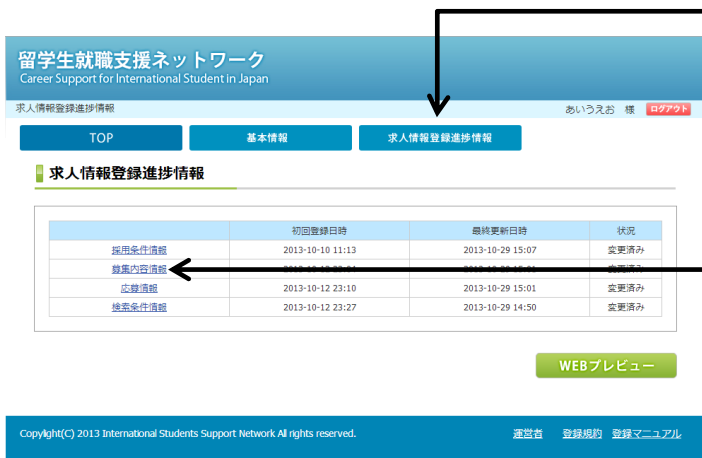 留学生就職支援ネットワーク
Career Support for International Student in Japan
求人情報登録進捗情報 あいうえお 様 ログアウト
TOP 基本情報 求人情報登録進捗情報
求人情報登録進捗情報
初回登録日時 最終更新日時 状況
採用条件情報 2013-10-10 11:13 2013-10-29 15:07 変更済み
募集内容情報 変更済み
応募情報 2013-10-12 23:10 2013-10-29 15:01 変更済み
検索条件情報 2013-10-12 23:27 2013-10-29 14:50 変更済み
WEBプレビュー
Copylight(C) 2013 International Students Support Network All rights reserved. 運営者 登録規約 登録マニュアル